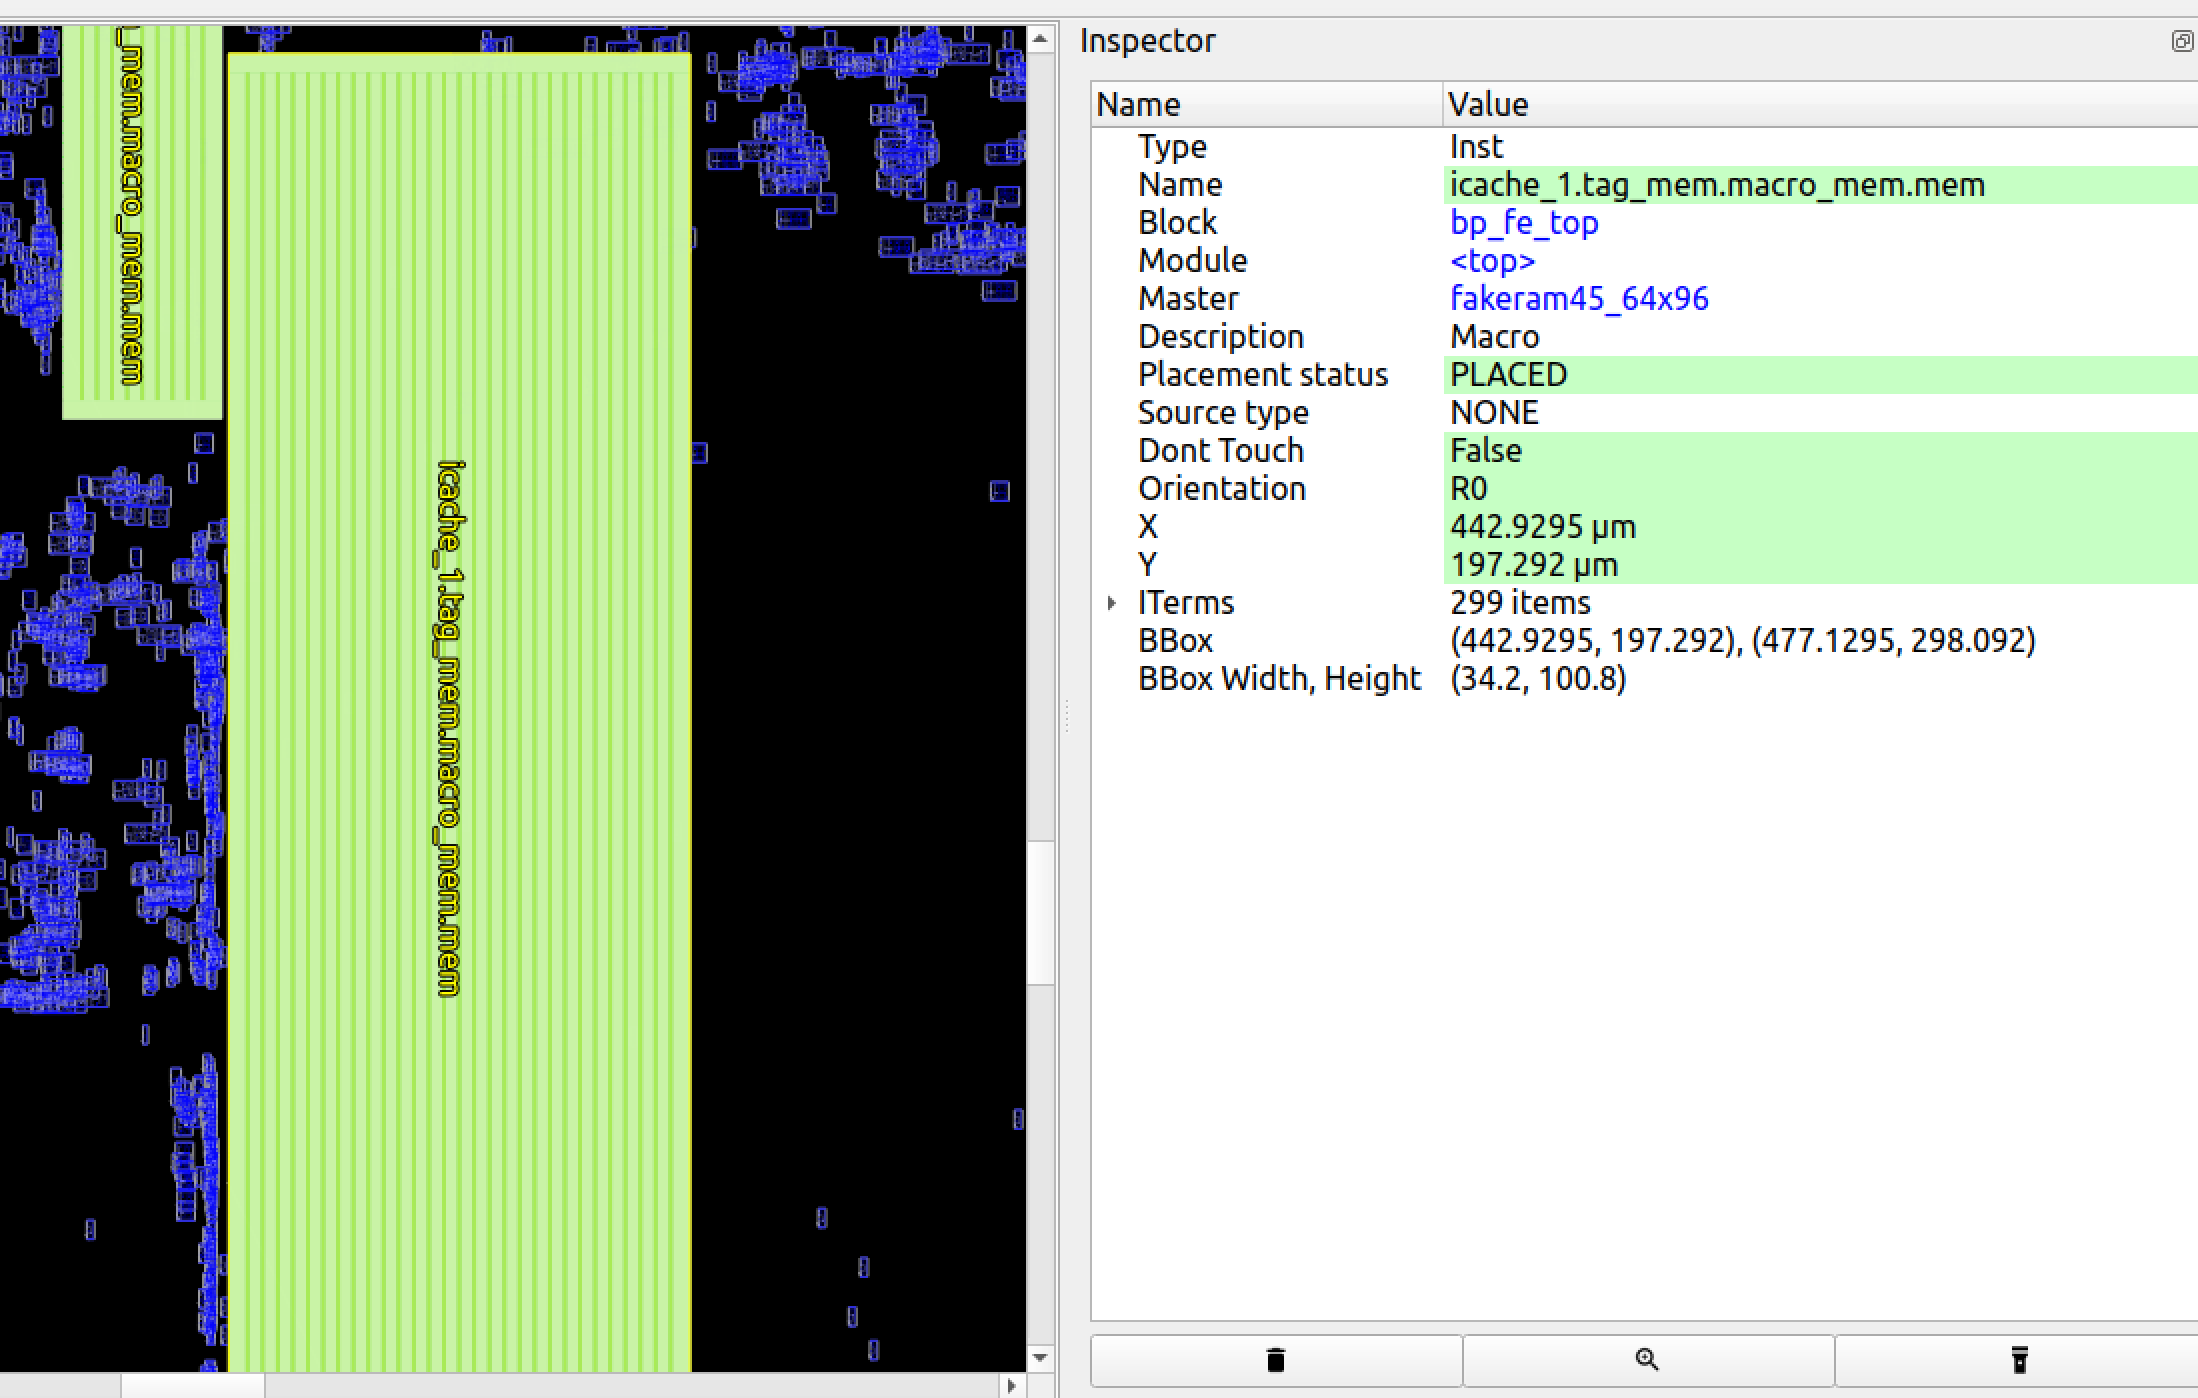 _mem.macro_mem.mem
icache_1.tag_mem.macro_mem.mem
Inspector
Name Value
Type Inst
Name icache_1.tag_mem.macro_mem.mem
Block bp_fe_top
Module <top>
Master fakeram45_64x96
Description Macro
Placement status PLACED
Source type NONE
Dont Touch False
Orientation R0
X 442.9295 µm
Y 197.292 µm
ITerms 299 items
BBox (442.9295, 197.292), (477.1295, 298.092)
BBox Width, Height (34.2, 100.8)